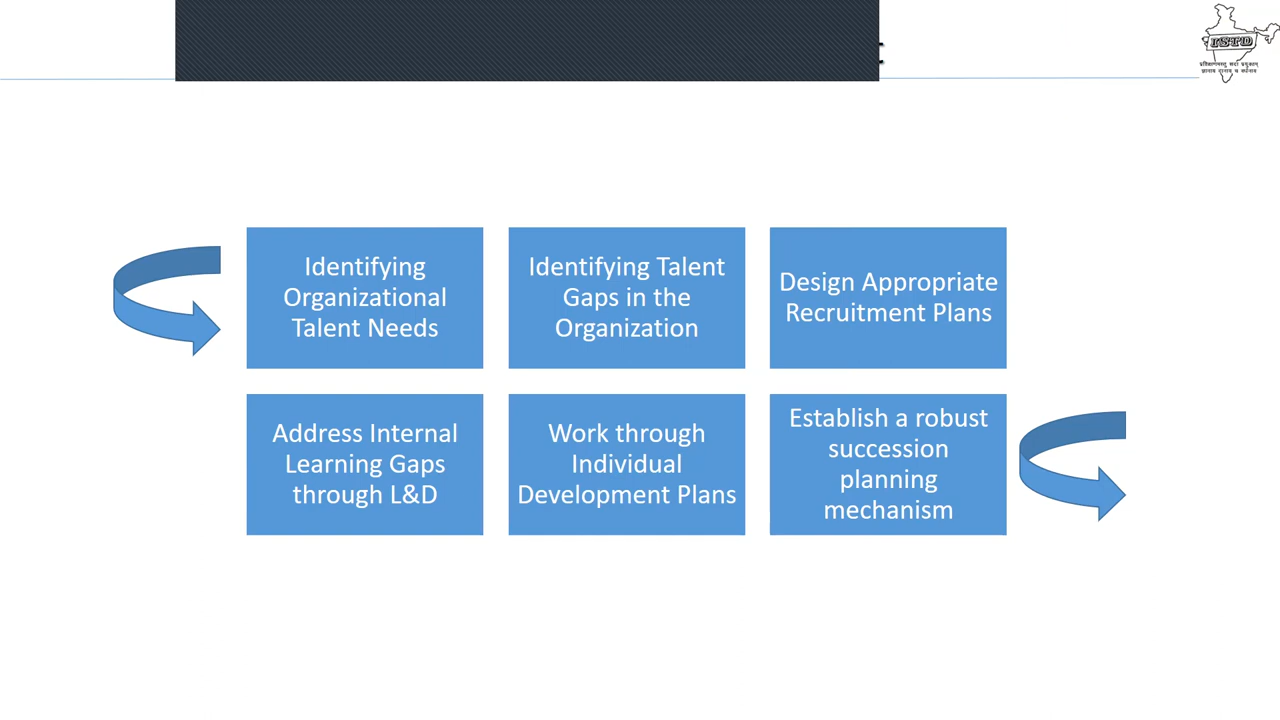 ISTD
Identifying
Organizational
Talent Needs
Identifying Talent
Gaps in the
Organization
Design Appropriate
Recruitment Plans
Address Internal
Learning Gaps
through L&D
Work through
Individual
Development Plans
Establish a robust
succession
planning
mechanism